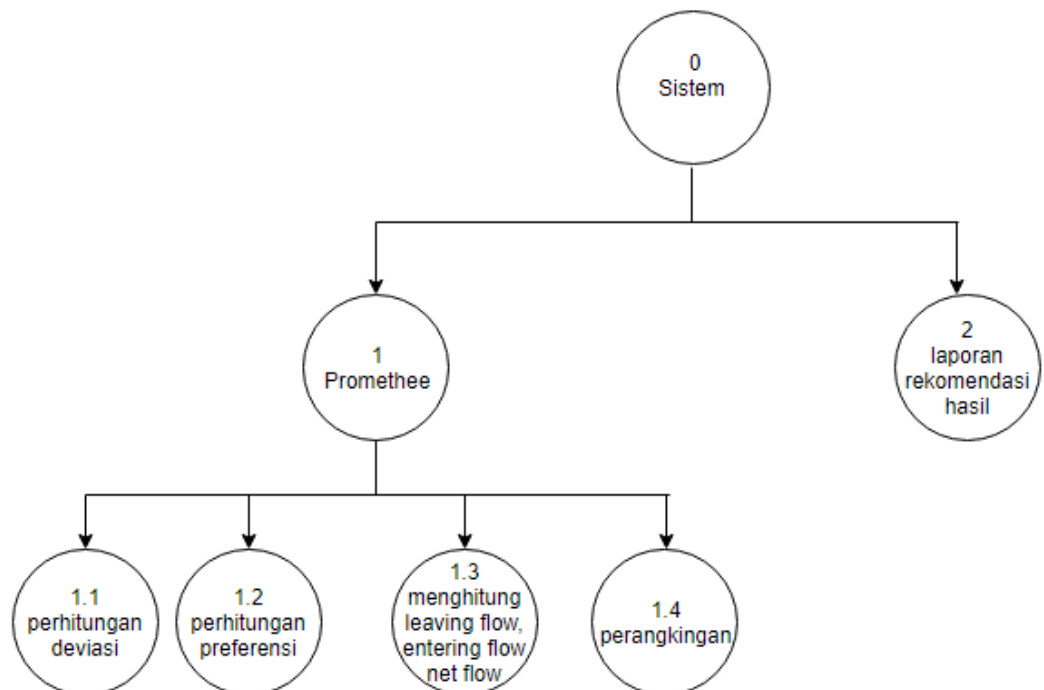 0
Sistem
1
Promethee
2
laporan
rekomendasi
hasil
1.1
perhitungan
deviasi
1.2
perhitungan
preferensi
1.3
menghitung
leaving flow,
entering flow
net flow
1.4
perangkingan